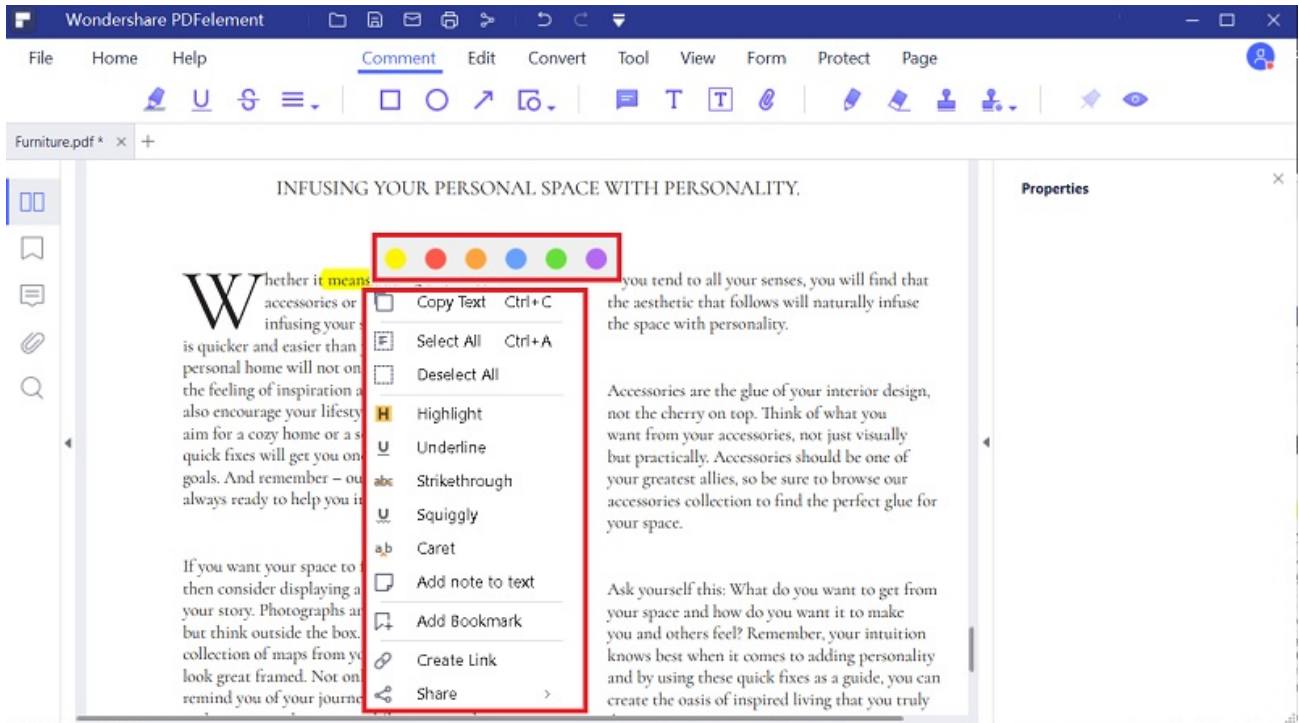 Wondershare PDFelement
File Home Help Comment Edit Convert Tool View Form Protect Page
Furniture.pdf *
INFUSING YOUR PERSONAL SPACE WITH PERSONALITY.
Whether it means
accessories or
infusing your
is quicker and easier than
personal home will not on
the feeling of inspiration a
also encourage your lifesty
aim for a cozy home or a s
quick fixes will get you on
goals. And remember – ou
always ready to help you i
If you want your space to
then consider displaying a
your story. Photographs a
but think outside the box.
collection of maps from yo
look great framed. Not on
remind you of your journe
Copy Text Ctrl+C
Select All Ctrl+A
Deselect All
H Highlight
U Underline
abc Strikethrough
U Squiggly
a,b Caret
Add note to text
Add Bookmark
Create Link
Share
you tend to all your senses, you will find that
the aesthetic that follows will naturally infuse
the space with personality.
Accessories are the glue of your interior design,
not the cherry on top. Think of what you
want from your accessories, not just visually
but practically. Accessories should be one of
your greatest allies, so be sure to browse our
accessories collection to find the perfect glue for
your space.
Ask yourself this: What do you want to get from
your space and how do you want it to make
you and others feel? Remember, your intuition
knows best when it comes to adding personality
and by using these quick fixes as a guide, you can
create the oasis of inspired living that you truly
Properties